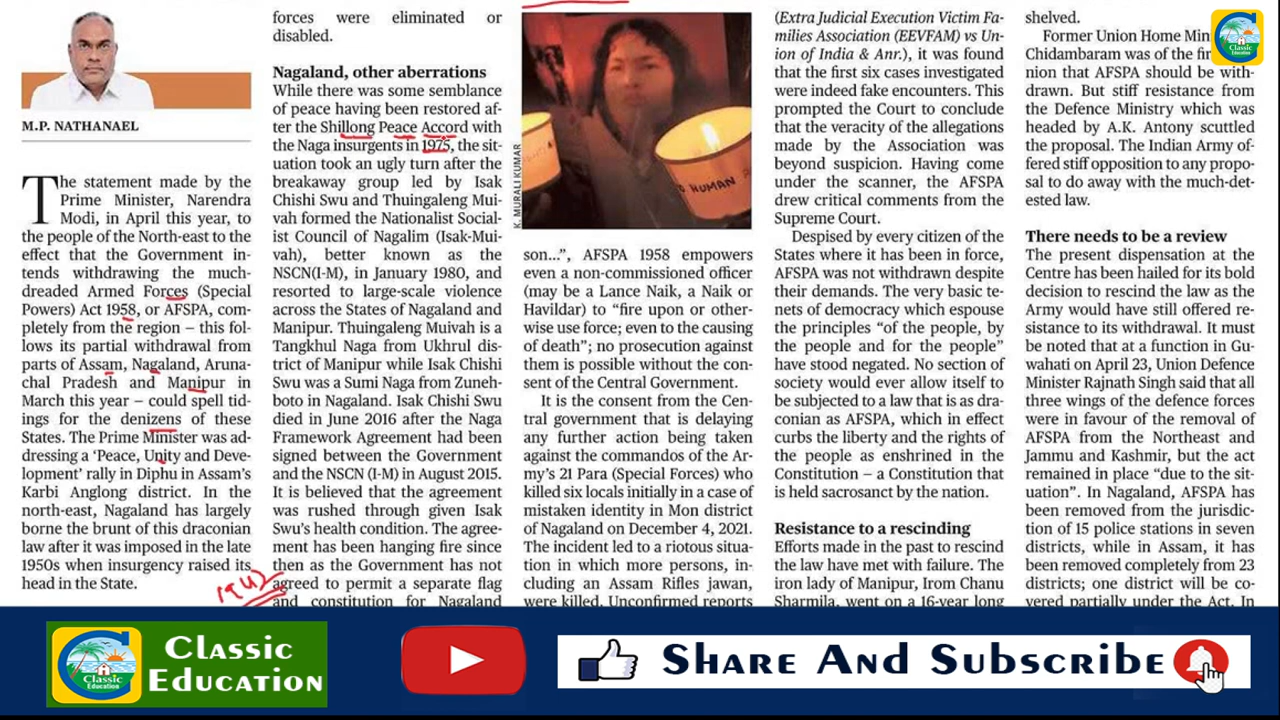 M.P. NATHANAEL
The statement made by the
Prime Minister, Narendra
Modi, in April this year, to
the people of the North-east to the
effect that the Government in-
tends withdrawing the much-
dreaded Armed Forces (Special
Powers) Act 1958, or AFSPA, com-
pletely from the region – this fol-
lows its partial withdrawal from
parts of Assam, Nagaland, Aruna-
chal Pradesh and Manipur in
March this year – could spell tid-
ings for the denizens of these
States. The Prime Minister was ad-
dressing a ‘Peace, Unity and Deve-
lopment’ rally in Diphu in Assam’s
Karbi Anglong district. In the
north-east, Nagaland has largely
borne the brunt of this draconian
law after it was imposed in the late
1950s when insurgency raised its
head in the State.
1942
forces were eliminated or
disabled.
Nagaland, other aberrations
While there was some semblance
of peace having been restored af-
ter the Shillong Peace Accord with
the Naga insurgents in 1975, the sit-
uation took an ugly turn after the
breakaway group led by Isak
Chishi Swu and Thuingaleng Mui-
vah formed the Nationalist Social-
ist Council of Nagalim (Isak-Mui-
vah), better known as the
NSCN(I-M), in January 1980, and
resorted to large-scale violence
across the States of Nagaland and
Manipur. Thuingaleng Muivah is a
Tangkhul Naga from Ukhrul dis-
trict of Manipur while Isak Chishi
Swu was a Sumi Naga from Zuneh-
boto in Nagaland. Isak Chishi Swu
died in June 2016 after the Naga
Framework Agreement had been
signed between the Government
and the NSCN (I-M) in August 2015.
It is believed that the agreement
was rushed through given Isak
Swu’s health condition. The agree-
ment has been hanging fire since
then as the Government has not
agreed to permit a separate flag
and constitution for Nagaland
K. MURALI KUMAR
TO HUMAN
son...”, AFSPA 1958 empowers
even a non-commissioned officer
(may be a Lance Naik, a Naik or
Havildar) to “fire upon or other-
wise use force; even to the causing
of death”; no prosecution against
them is possible without the con-
sent of the Central Government.
It is the consent from the Cen-
tral government that is delaying
any further action being taken
against the commandos of the Ar-
my’s 21 Para (Special Forces) who
killed six locals initially in a case of
mistaken identity in Mon district
of Nagaland on December 4, 2021.
The incident led to a riotous situa-
tion in which more persons, in-
cluding an Assam Rifles jawan,
were killed. Unconfirmed reports
(Extra Judicial Execution Victim Fa-
milies Association (EEVFAM) vs Un-
ion of India & Anr.), it was found
that the first six cases investigated
were indeed fake encounters. This
prompted the Court to conclude
that the veracity of the allegations
made by the Association was
beyond suspicion. Having come
under the scanner, the AFSPA
drew critical comments from the
Supreme Court.
Despised by every citizen of the
States where it has been in force,
AFSPA was not withdrawn despite
their demands. The very basic te-
nets of democracy which espouse
the principles “of the people, by
the people and for the people”
have stood negated. No section of
society would ever allow itself to
be subjected to a law that is as dra-
conian as AFSPA, which in effect
curbs the liberty and the rights of
the people as enshrined in the
Constitution – a Constitution that
is held sacrosanct by the nation.
Resistance to a rescinding
Efforts made in the past to rescind
the law have met with failure. The
iron lady of Manipur, Irom Chanu
Sharmila, went on a 16-year long
shelved.
Former Union Home Min
Chidambaram was of the fi
nion that AFSPA should be with-
drawn. But stiff resistance from
the Defence Ministry which was
headed by A.K. Antony scuttled
the proposal. The Indian Army of-
fered stiff opposition to any propo-
sal to do away with the much-det-
ested law.
There needs to be a review
The present dispensation at the
Centre has been hailed for its bold
decision to rescind the law as the
Army would have still offered re-
sistance to its withdrawal. It must
be noted that at a function in Gu-
wahati on April 23, Union Defence
Minister Rajnath Singh said that all
three wings of the defence forces
were in favour of the removal of
AFSPA from the Northeast and
Jammu and Kashmir, but the act
remained in place “due to the sit-
uation”. In Nagaland, AFSPA has
been removed from the jurisdic-
tion of 15 police stations in seven
districts, while in Assam, it has
been removed completely from 23
districts; one district will be co-
vered partially under the Act. In
Classic
Education
Classic
Education
CLASSIC
EDUCATION
SHARE AND SUBSCRIBE